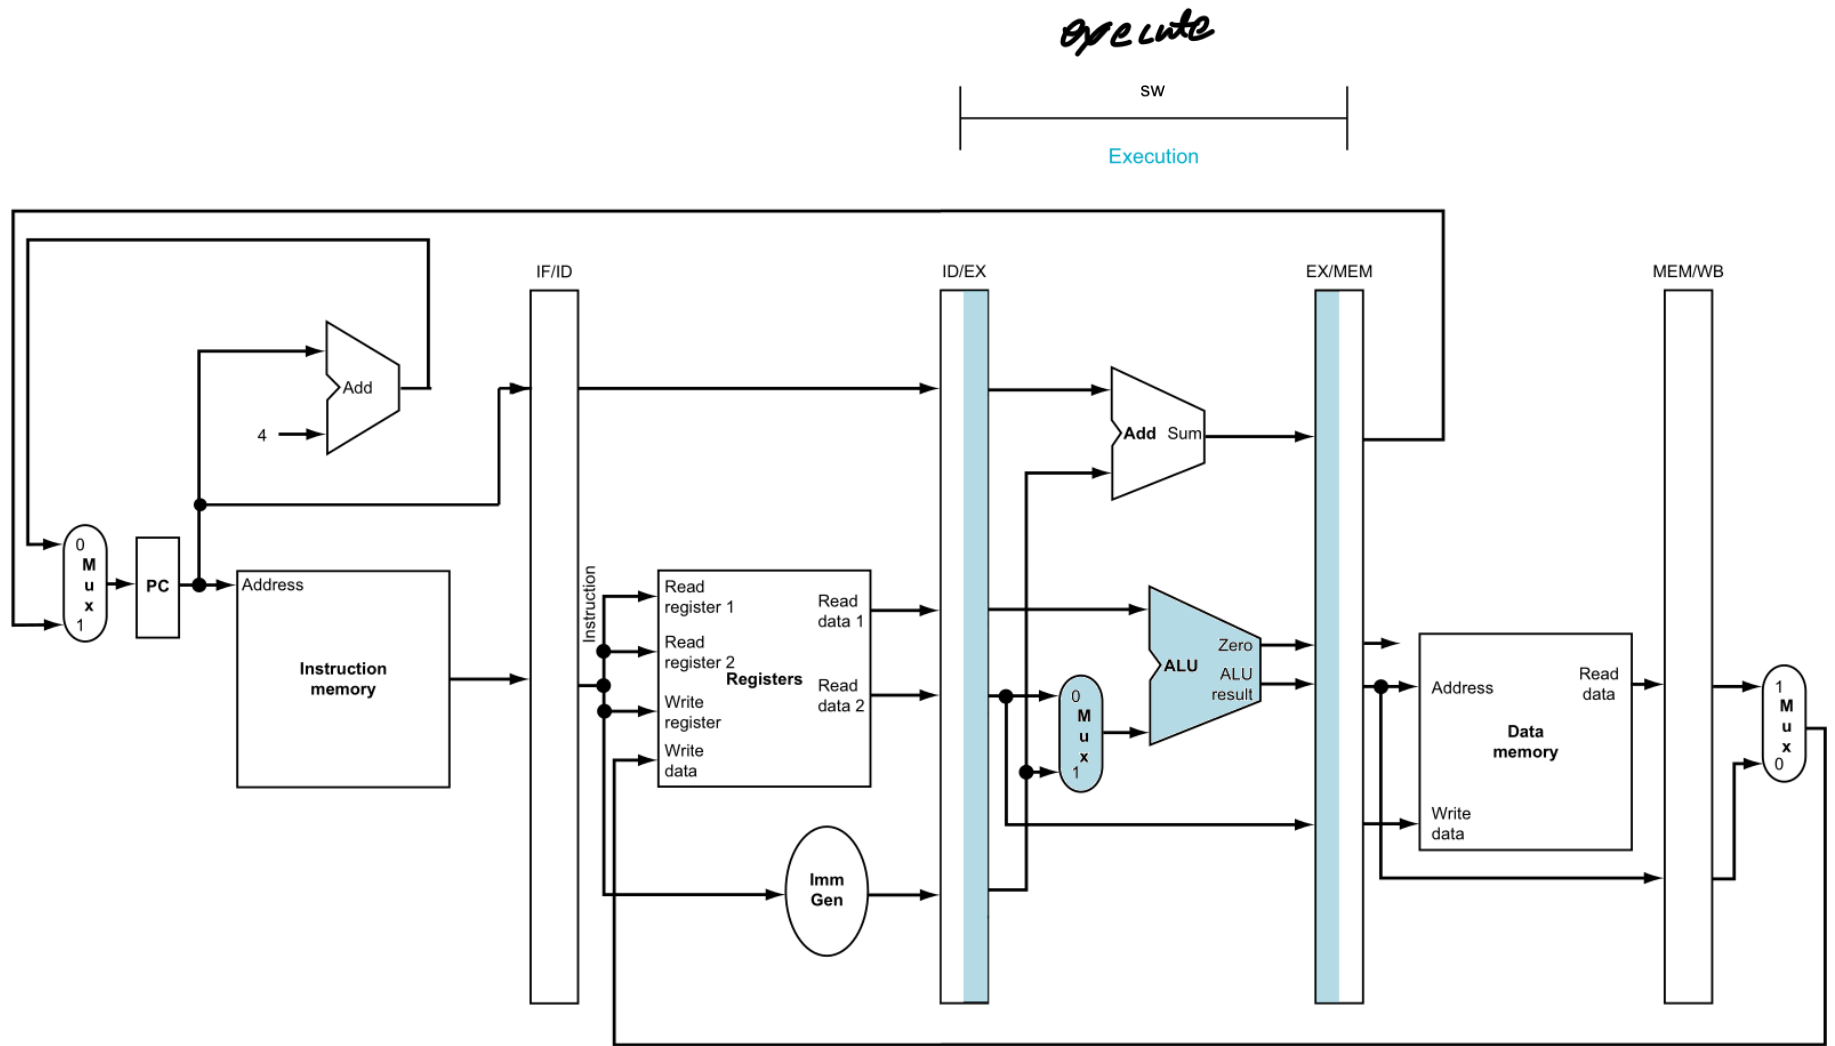 execute
sw
Execution
IF/ID
ID/EX
EX/MEM
MEM/WB
Add
4
Add Sum
0
M
u
x
1
PC
Address
Instruction
memory
Instruction
Read
register 1
Read
register 2
Registers
Write
register
Write
data
Read
data 1
Read
data 2
Imm
Gen
0
M
u
x
1
ALU
Zero
ALU
result
Address
Read
data
Data
memory
Write
data
1
M
u
x
0